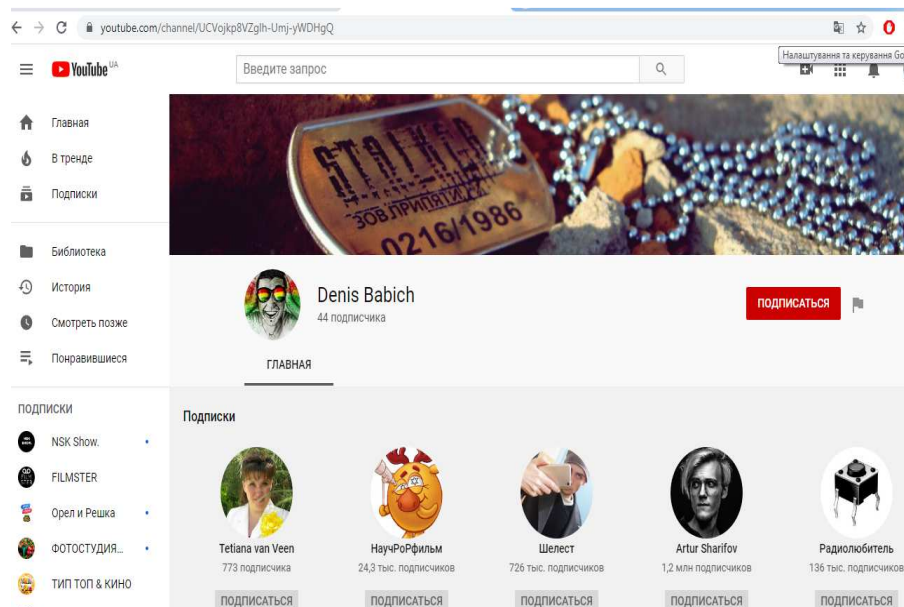 youtube.com/channel/UCVojkp8VZglh-Umj-yWDHgQ
Налаштування та керування Go
YouTube UA
Введите запрос
Главная
В тренде
Подписки
Библиотека
История
Смотреть позже
Понравившиеся
ПОДПИСКИ
NSK Show.
FILMSTER
Орел и Решка
ФОТОСТУДИЯ...
ТИП ТОП & КИНО
S.T.A.L.K.E.R
ЗОВ ПРИПЯТИ
0216/1986
Denis Babich
44 подписчика
ПОДПИСАТЬСЯ
ГЛАВНАЯ
Подписки
Tetiana van Veen
НаучРоРфильм
Шелест
Artur Sharifov
Радиолюбитель
773 подписчика
24,3 тыс. подписчиков
726 тыс. подписчиков
1,2 млн подписчиков
136 тыс. подписчиков
ПОДПИСАТЬСЯ
ПОДПИСАТЬСЯ
ПОДПИСАТЬСЯ
ПОДПИСАТЬСЯ
ПОДПИСАТЬСЯ